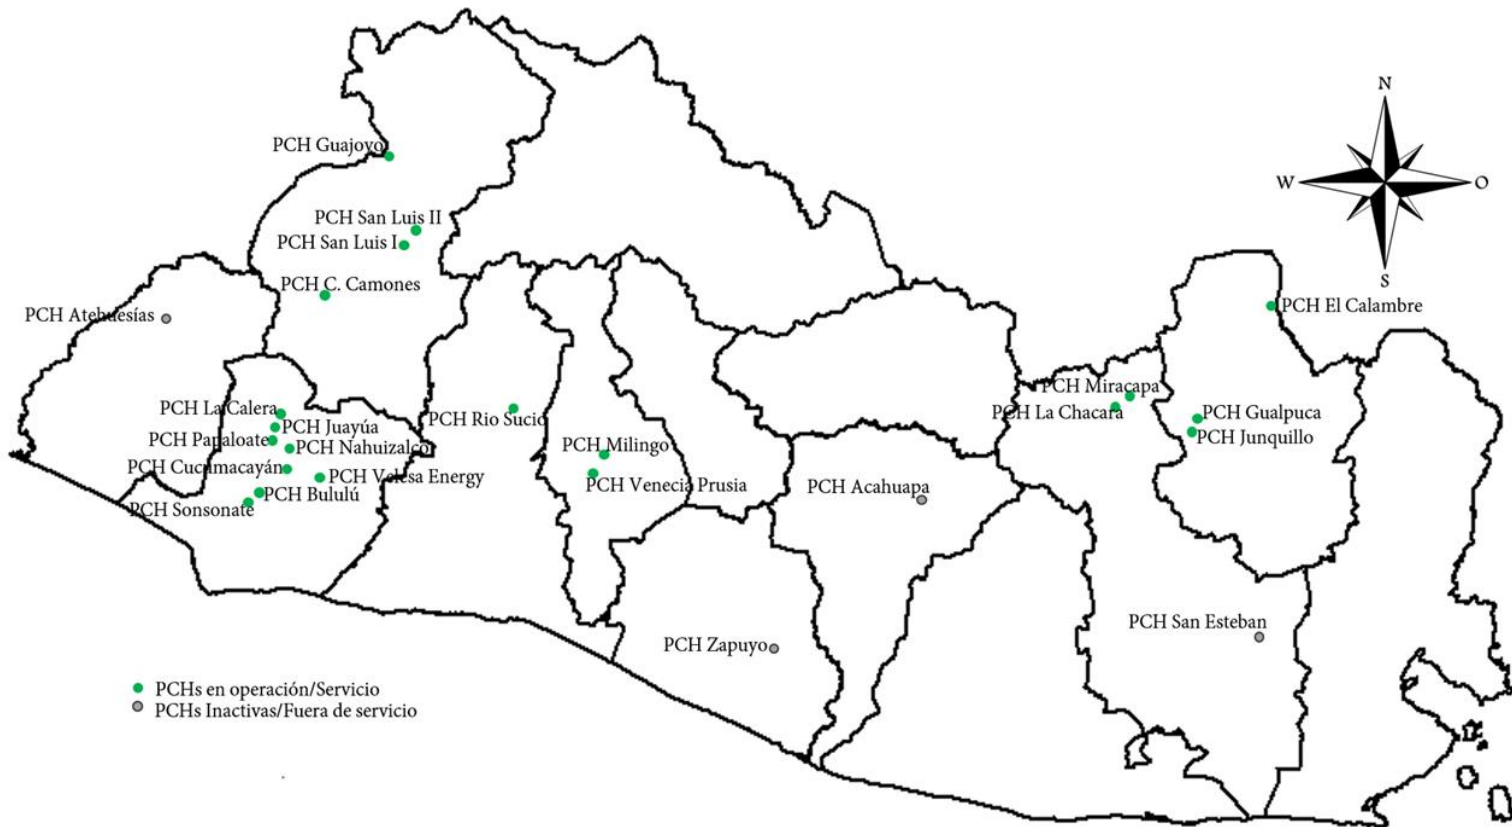 N
W
O
S
PCH Guajoyo
PCH San Luis II
PCH San Luis I
PCH C. Camones
PCH El Calambre
PCH Atehuesías
PCH Miracapa
PCH La Calera
PCH La Chacara
PCH Gualpuca
PCH Rio Sucio
PCH Juayúa
PCH Junquillo
PCH Papaloate
PCH Nahuizalco
PCH Milingo
PCH Cucumacayán
PCH Velesa Energy
PCH Venecia Prusia
PCH Acahuapa
PCH Bululú
PCH Sonsonate
PCH San Esteban
PCH Zapuyo
PCHs en operación/Servicio
PCHs Inactivas/Fuera de servicio